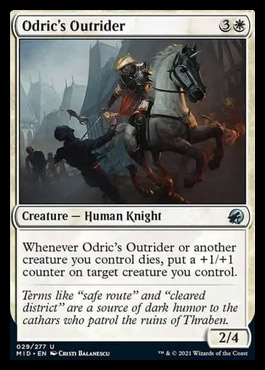 Odric's Outrider 3
Creature — Human Knight
Whenever Odric's Outrider or another
creature you control dies, put a +1/+1
counter on target creature you control.
Terms like "safe route" and "cleared
district" are a source of dark humor to the
cathars who patrol the ruins of Thraben.
2/4
029/277 U
MID • EN Cristi Balanescu
™ & © 2021 Wizards of the Coast